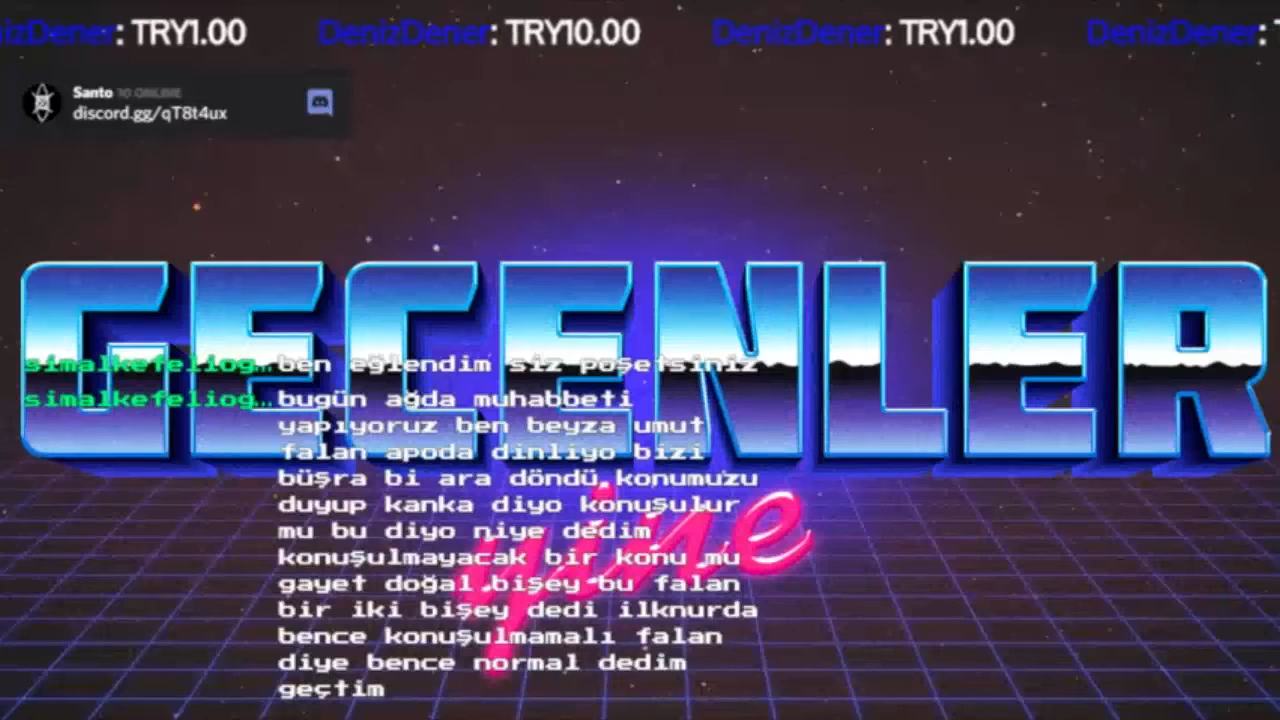 nizDener: TRY1.00 DenizDener: TRY10.00 DenizDener: TRY1.00 DenizDener:
Santo 10 ONLINE
discord.gg/qT8t4ux
GECENLER
yine
simalkefeliog… ben eğlendim siz poşetsiniz
simalkefeliog… bugün ağda muhabbeti
yapıyoruz ben beyza umut
falan apoda dinliyo bizi
büşra bi ara döndü konumuzu
duyup kanka diyo konuşulur
mu bu diyo niye dedim
konuşulmayacak bir konu mu
gayet doğal bişey bu falan
bir iki bişey dedi ilknurda
bence konuşulmamalı falan
diye bence normal dedim
geçtim